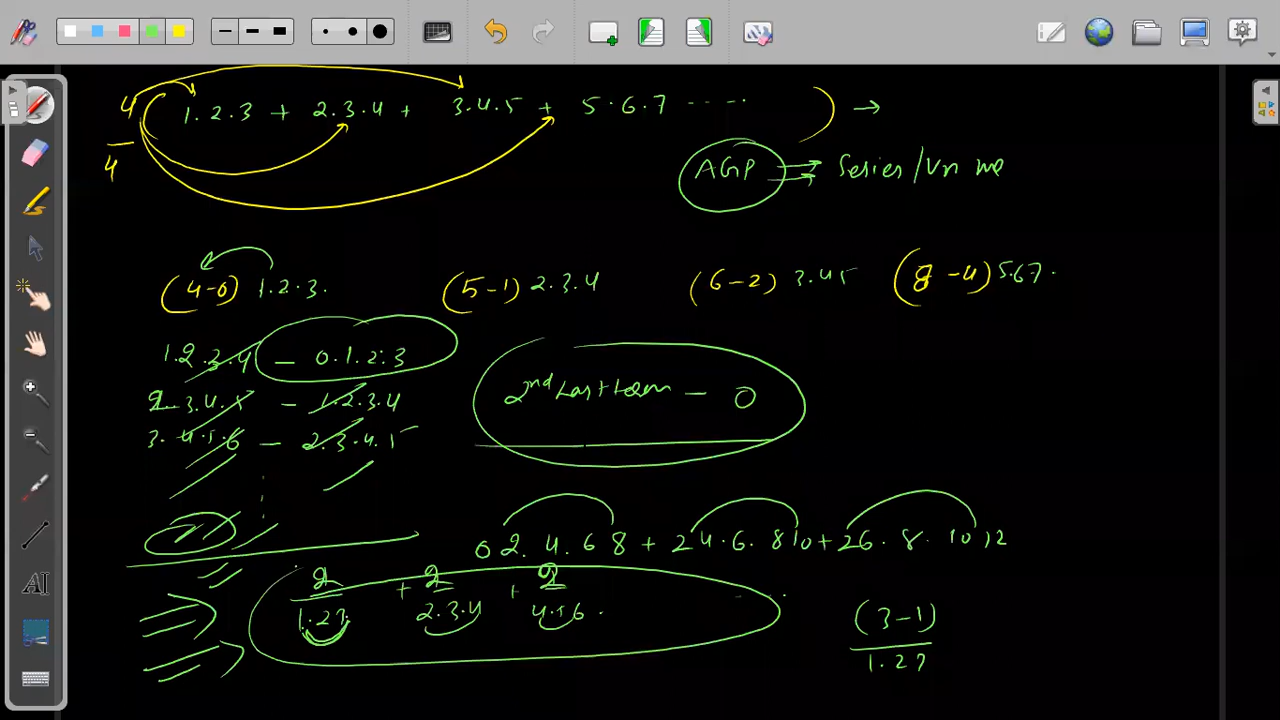 4 ( 1.2.3 + 2.3.4 + 3.4.5 + 5.6.7 ..... ) →
4
AGP ⇒ Series/Vn me
(4-0) 1.2.3. (5-1) 2.3.4 (6-2) 3.4.5 (8-4) 5.6.7.
1.2.3.4 - 0.1.2.3
2.3.4.5 - 1.2.3.4
3.4.5.6 - 2.3.4.5
2nd Last term - 0
0 2.4.6 8 + 2 4.6.8 10 + 2 6.8.10 12
2/1.2.3 + 2/2.3.4 + 2/4.5.6.
(3-1)/1.2.3
AI